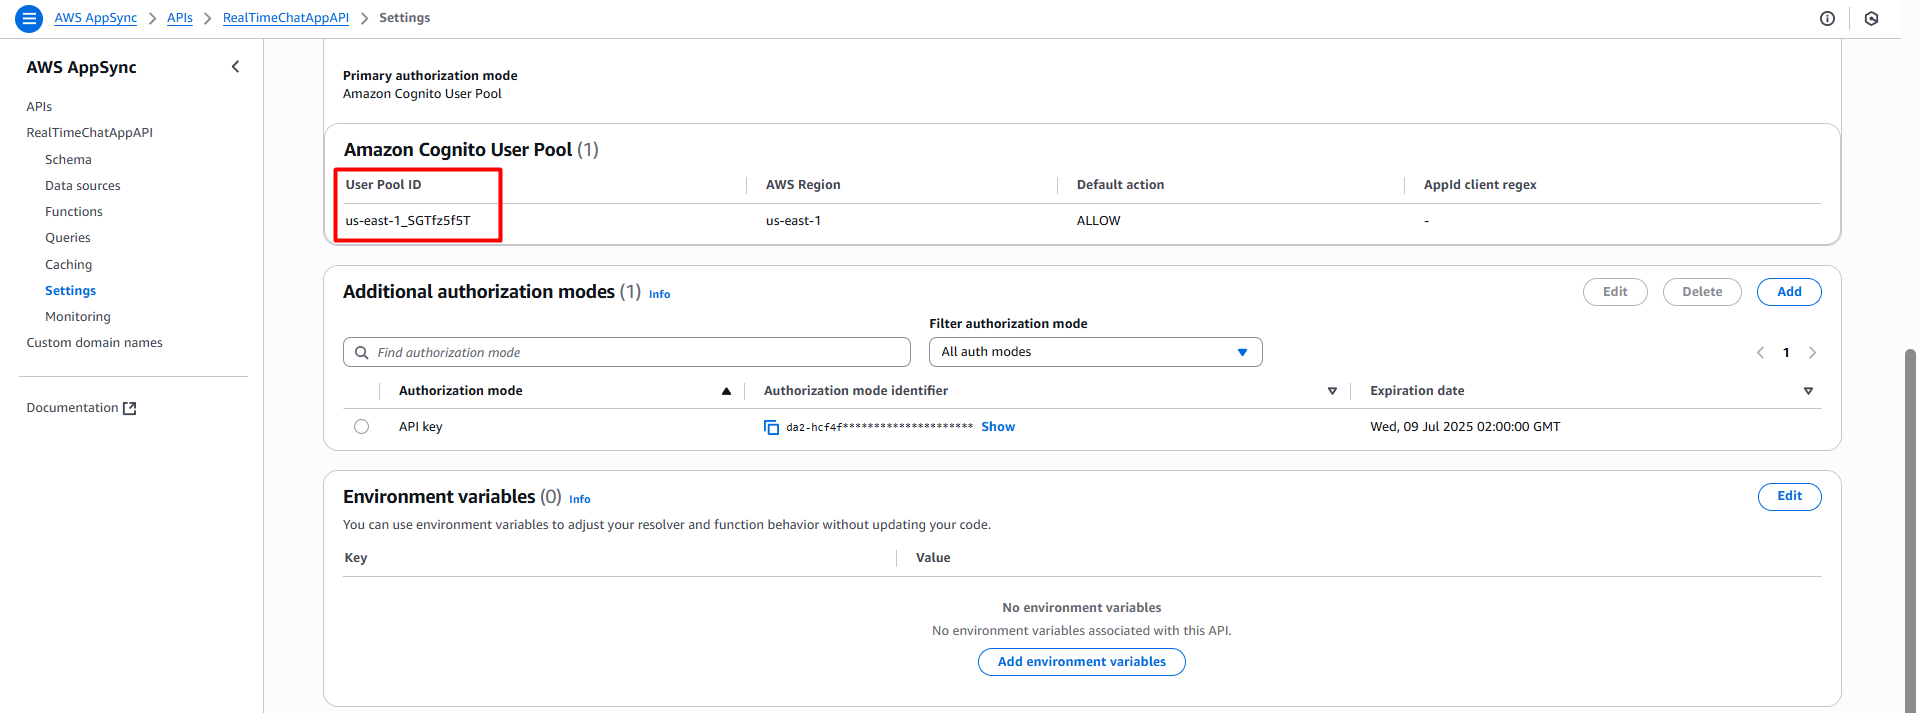 AWS AppSync > APIs > RealTimeChatAppAPI > Settings
AWS AppSync
APIs
RealTimeChatAppAPI
Schema
Data sources
Functions
Queries
Caching
Settings
Monitoring
Custom domain names
Documentation
Primary authorization mode
Amazon Cognito User Pool
Amazon Cognito User Pool (1)
User Pool ID AWS Region Default action AppId client regex
us-east-1_SGTfz5f5T us-east-1 ALLOW -
Additional authorization modes (1) Info Edit Delete Add
Filter authorization mode
Find authorization mode All auth modes 1
Authorization mode Authorization mode identifier Expiration date
API key da2-hcf4f********************* Show Wed, 09 Jul 2025 02:00:00 GMT
Environment variables (0) Info Edit
You can use environment variables to adjust your resolver and function behavior without updating your code.
Key Value
No environment variables
No environment variables associated with this API.
Add environment variables